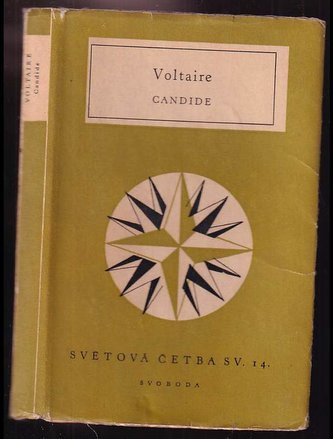 VOLTAIRE
Candide
Voltaire
CANDIDE
SVĚTOVÁ ČETBA SV. 14.
SVOBODA